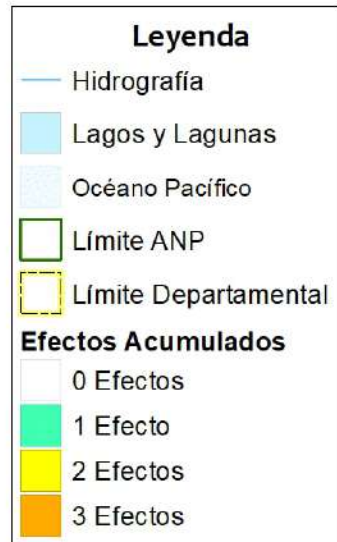 Leyenda
Hidrografía
Lagos y Lagunas
Océano Pacífico
Límite ANP
Límite Departamental
Efectos Acumulados
0 Efectos
1 Efecto
2 Efectos
3 Efectos